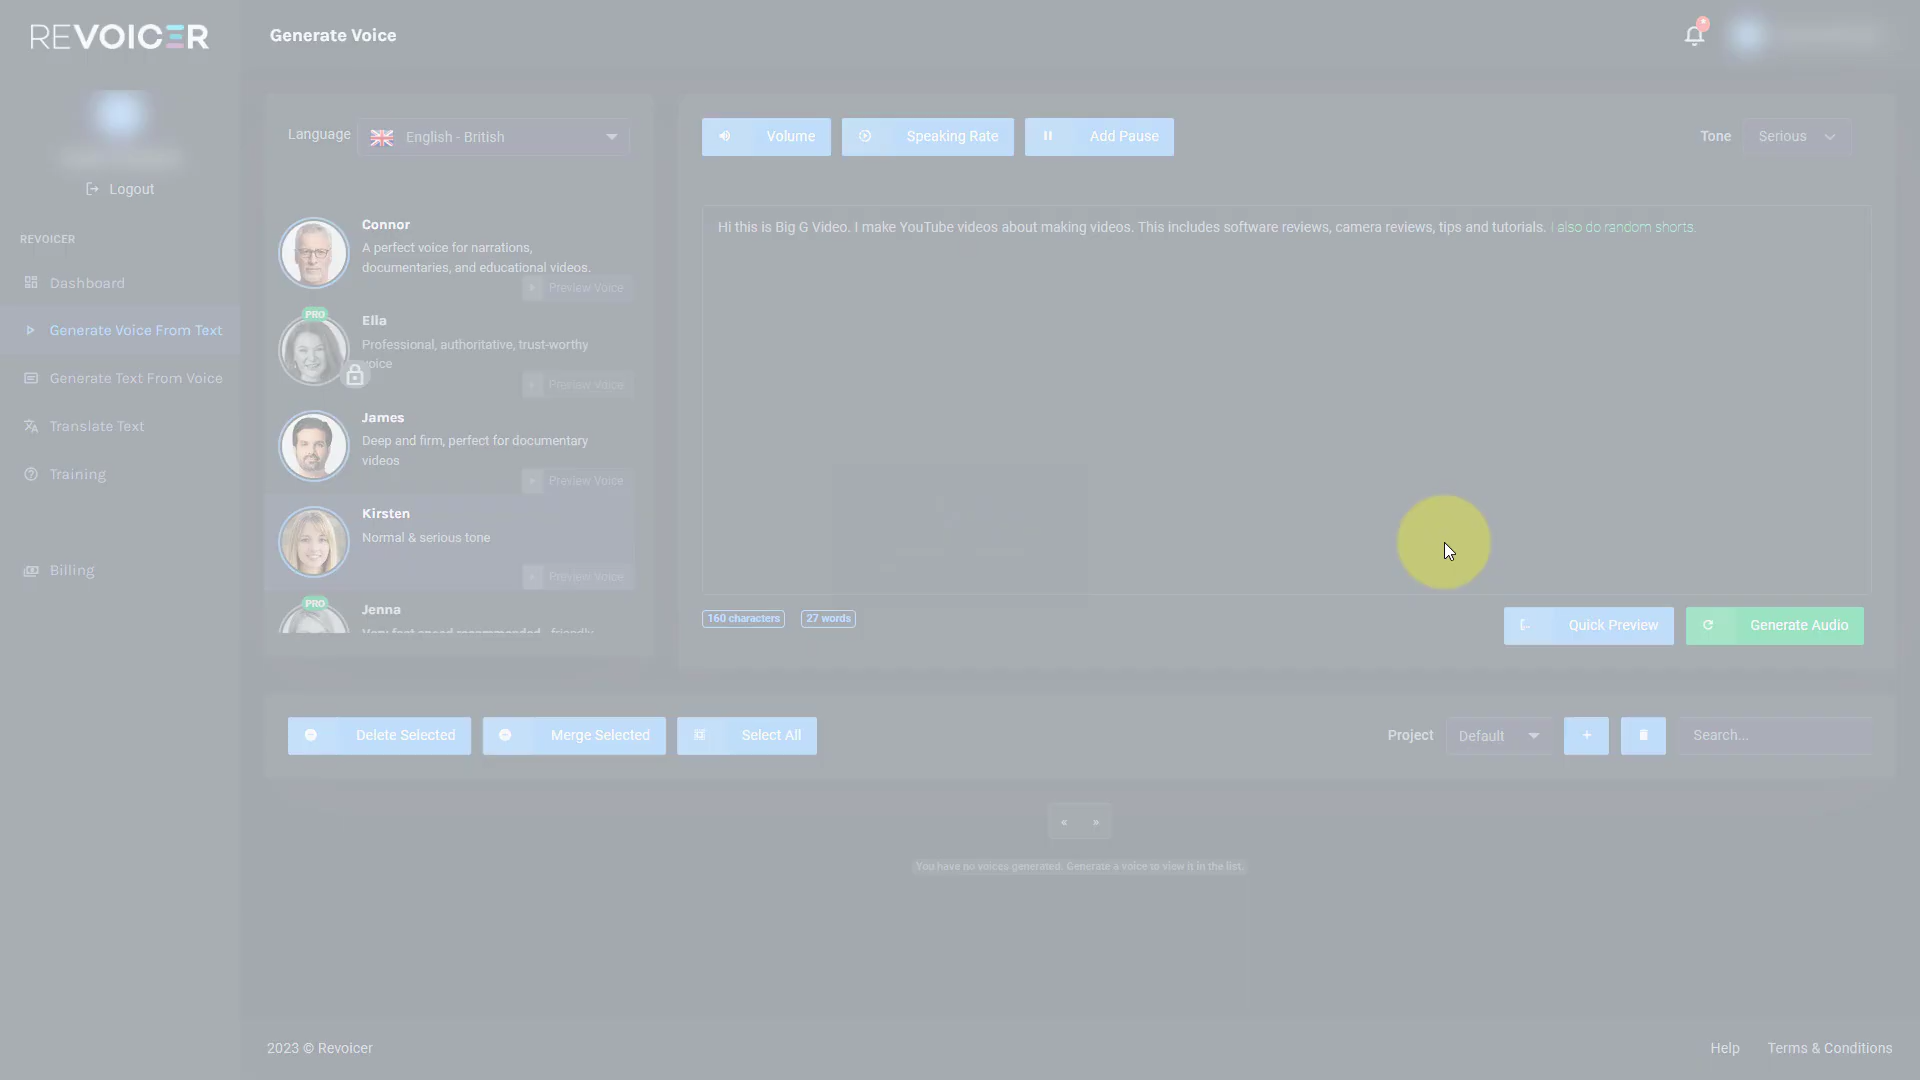 REVOICER
Generate Voice
Logout
REVOICER
Dashboard
Generate Voice From Text
Generate Text From Voice
Translate Text
Training
Billing
Language
English - British
Connor
A perfect voice for narrations,
documentaries, and educational videos.
Preview Voice
PRO
Ella
Professional, authoritative, trust-worthy
voice
Preview Voice
James
Deep and firm, perfect for documentary
videos
Preview Voice
Kirsten
Normal & serious tone
Preview Voice
PRO
Jenna
Very fast speed recommended - friendly
Volume
Speaking Rate
Add Pause
Tone
Serious
Hi this is Big G Video. I make YouTube videos about making videos. This includes software reviews, camera reviews, tips and tutorials. I also do random shorts.
160 characters
27 words
Quick Preview
Generate Audio
Delete Selected
Merge Selected
Select All
Project
Default
+
Search...
« »
You have no voices generated. Generate a voice to view it in the list.
2023 © Revoicer
Help
Terms & Conditions